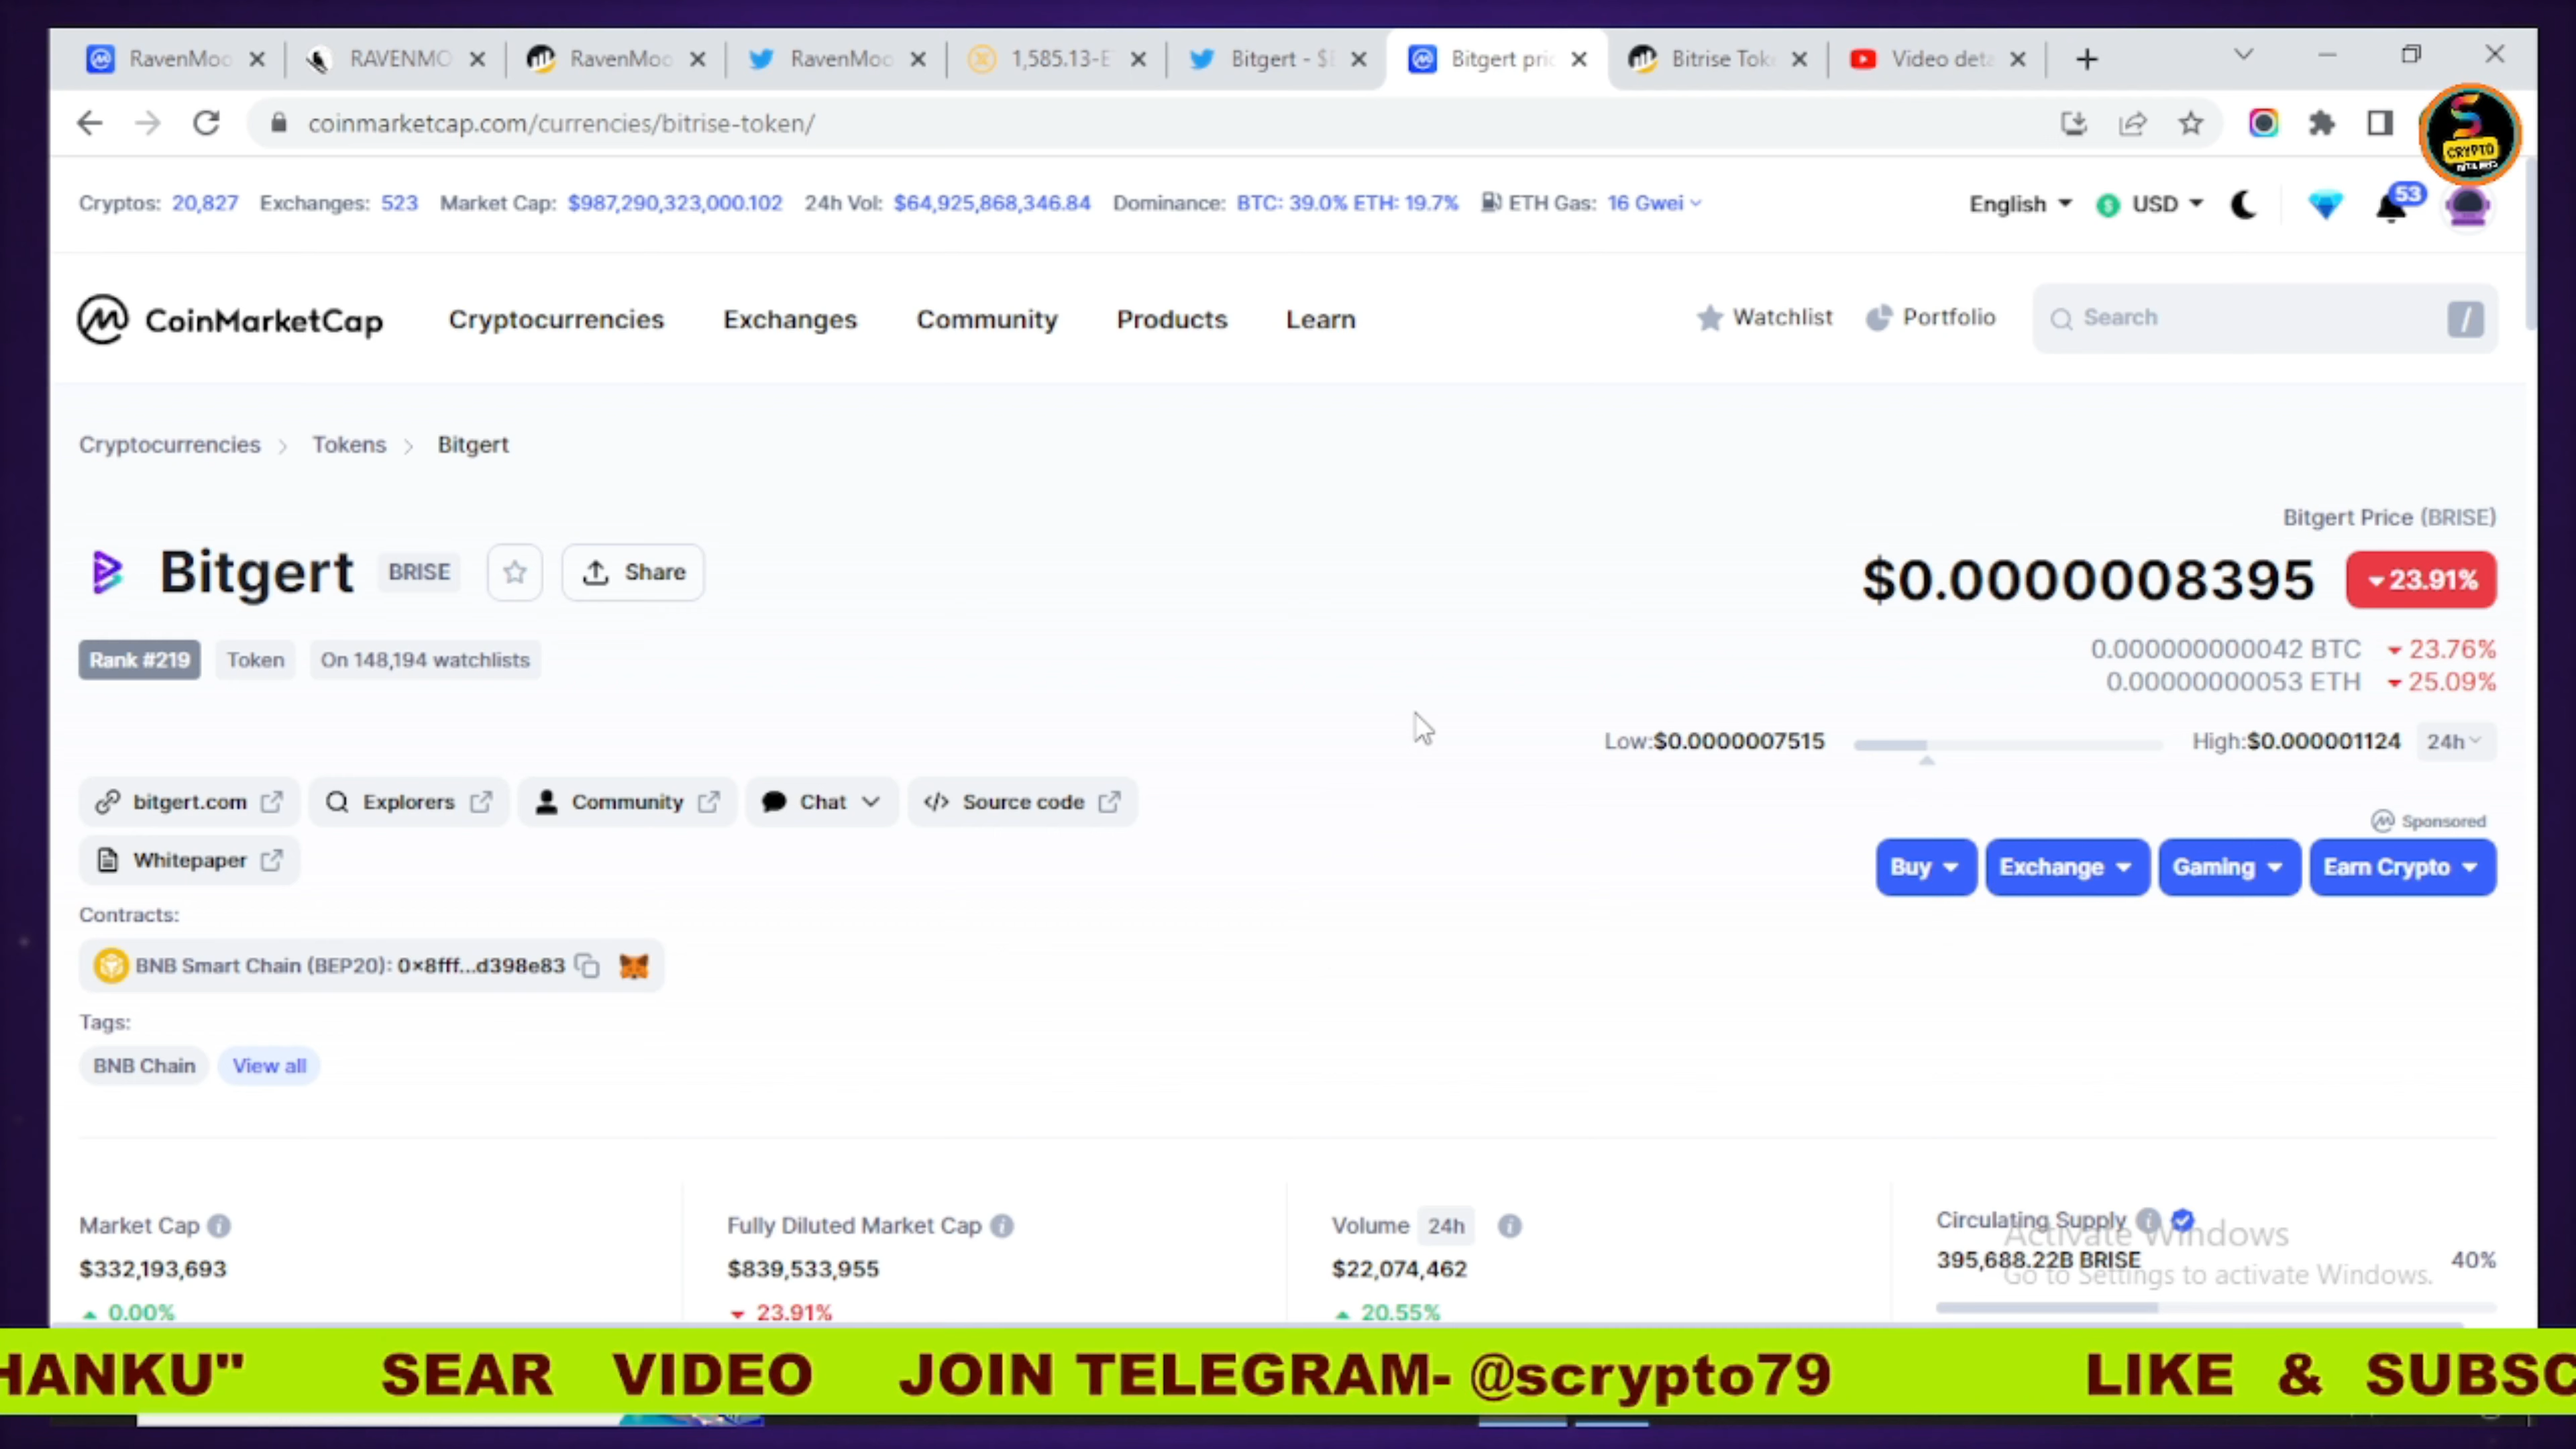 RavenMoo
RAVENMO
RavenMoo
RavenMoo
1,585.13-E
Bitgert - $
Bitgert pric
Bitrise Tok
Video deta
coinmarketcap.com/currencies/bitrise-token/
S
CRYPTO
Cryptos: 20,827 Exchanges: 523 Market Cap: $987,290,323,000.102 24h Vol: $64,925,868,346.84 Dominance: BTC: 39.0% ETH: 19.7% ETH Gas: 16 Gwei
English USD 53
CoinMarketCap Cryptocurrencies Exchanges Community Products Learn Watchlist Portfolio Search /
Cryptocurrencies > Tokens > Bitgert
Bitgert Price (BRISE)
Bitgert BRISE Share
$0.0000008395 23.91%
Rank #219 Token On 148,194 watchlists
0.000000000042 BTC 23.76%
0.00000000053 ETH 25.09%
Low:$0.0000007515 High:$0.000001124 24h
bitgert.com Explorers Community Chat Source code
Sponsored
Whitepaper
Buy Exchange Gaming Earn Crypto
Contracts:
BNB Smart Chain (BEP20): 0x8fff...d398e83
Tags:
BNB Chain View all
Market Cap Fully Diluted Market Cap Volume 24h Circulating Supply
$332,193,693 $839,533,955 $22,074,462 395,688.22B BRISE 40%
0.00% 23.91% 20.55%
Activate Windows
Go to Settings to activate Windows.
HANKU" SEAR VIDEO JOIN TELEGRAM- @scrypto79 LIKE & SUBSC